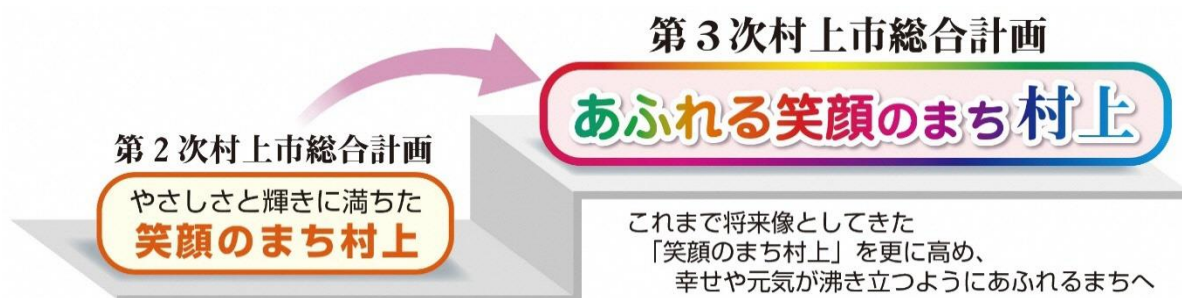 第2次村上市総合計画
やさしさと輝きに満ちた
笑顔のまち村上
第3次村上市総合計画
あふれる笑顔のまち村上
これまで将来像としてきた
「笑顔のまち村上」を更に高め、
幸せや元気が沸き立つようにあふれるまちへ